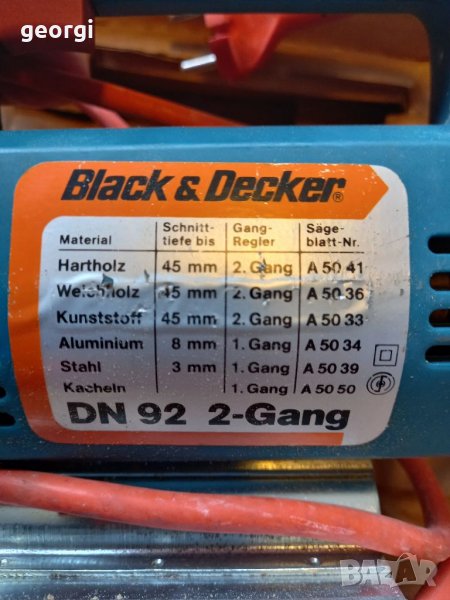 georgi
Black & Decker®
Material Schnitt-tiefe bis Gang-Regler Säge-blatt-Nr.
Hartholz 45 mm 2. Gang A 50 41
Weichholz 45 mm 2. Gang A 50 36
Kunststoff 45 mm 2. Gang A 50 33
Aluminium 8 mm 1. Gang A 50 34
Stahl 3 mm 1. Gang A 50 39
Kacheln 1. Gang A 50 50
DN 92 2-Gang
BAZAR